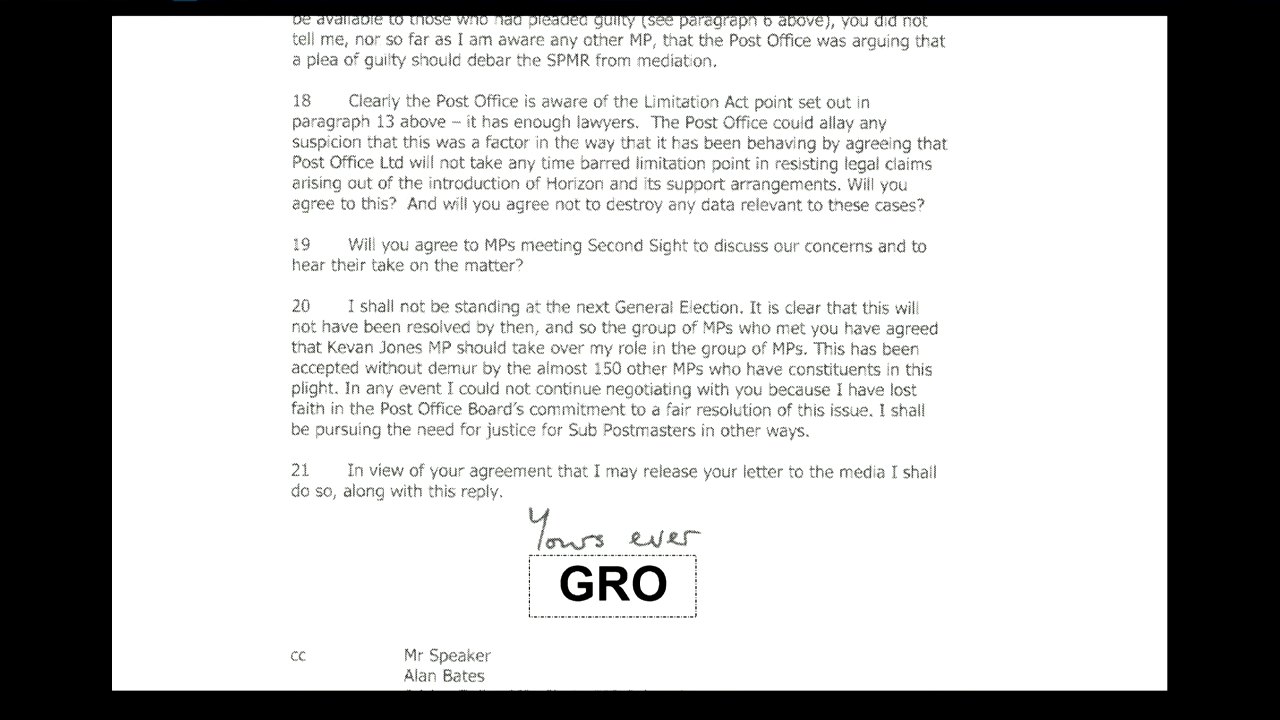 be available to those who had pleaded guilty (see paragraph 6 above), you did not
tell me, nor so far as I am aware any other MP, that the Post Office was arguing that
a plea of guilty should debar the SPMR from mediation.
18 Clearly the Post Office is aware of the Limitation Act point set out in
paragraph 13 above – it has enough lawyers. The Post Office could allay any
suspicion that this was a factor in the way that it has been behaving by agreeing that
Post Office Ltd will not take any time barred limitation point in resisting legal claims
arising out of the introduction of Horizon and its support arrangements. Will you
agree to this? And will you agree not to destroy any data relevant to these cases?
19 Will you agree to MPs meeting Second Sight to discuss our concerns and to
hear their take on the matter?
20 I shall not be standing at the next General Election. It is clear that this will
not have been resolved by then, and so the group of MPs who met you have agreed
that Kevan Jones MP should take over my role in the group of MPs. This has been
accepted without demur by the almost 150 other MPs who have constituents in this
plight. In any event I could not continue negotiating with you because I have lost
faith in the Post Office Board's commitment to a fair resolution of this issue. I shall
be pursuing the need for justice for Sub Postmasters in other ways.
21 In view of your agreement that I may release your letter to the media I shall
do so, along with this reply.
Yours ever
GRO
cc Mr Speaker
Alan Bates